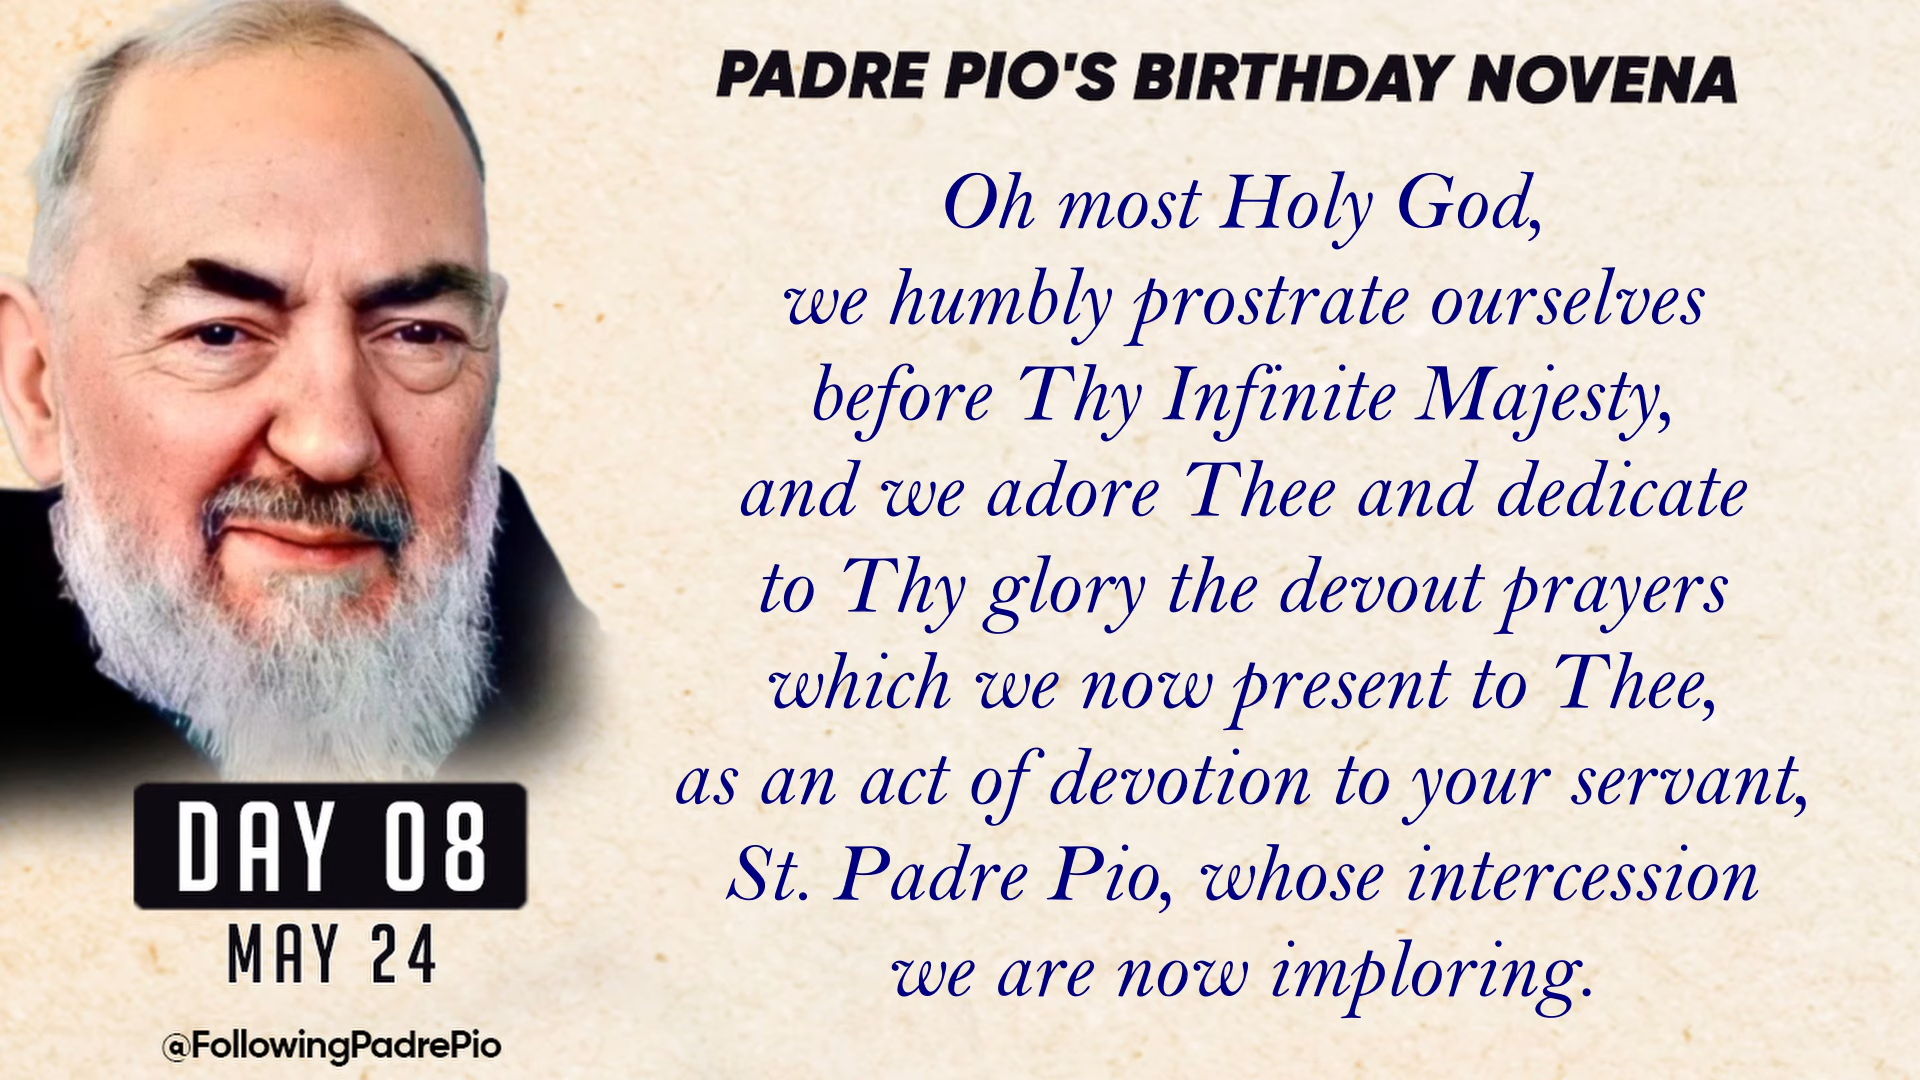 PADRE PIO'S BIRTHDAY NOVENA
Oh most Holy God,
we humbly prostrate ourselves
before Thy Infinite Majesty,
and we adore Thee and dedicate
to Thy glory the devout prayers
which we now present to Thee,
as an act of devotion to your servant,
St. Padre Pio, whose intercession
we are now imploring.
DAY 08
MAY 24
@FollowingPadrePio